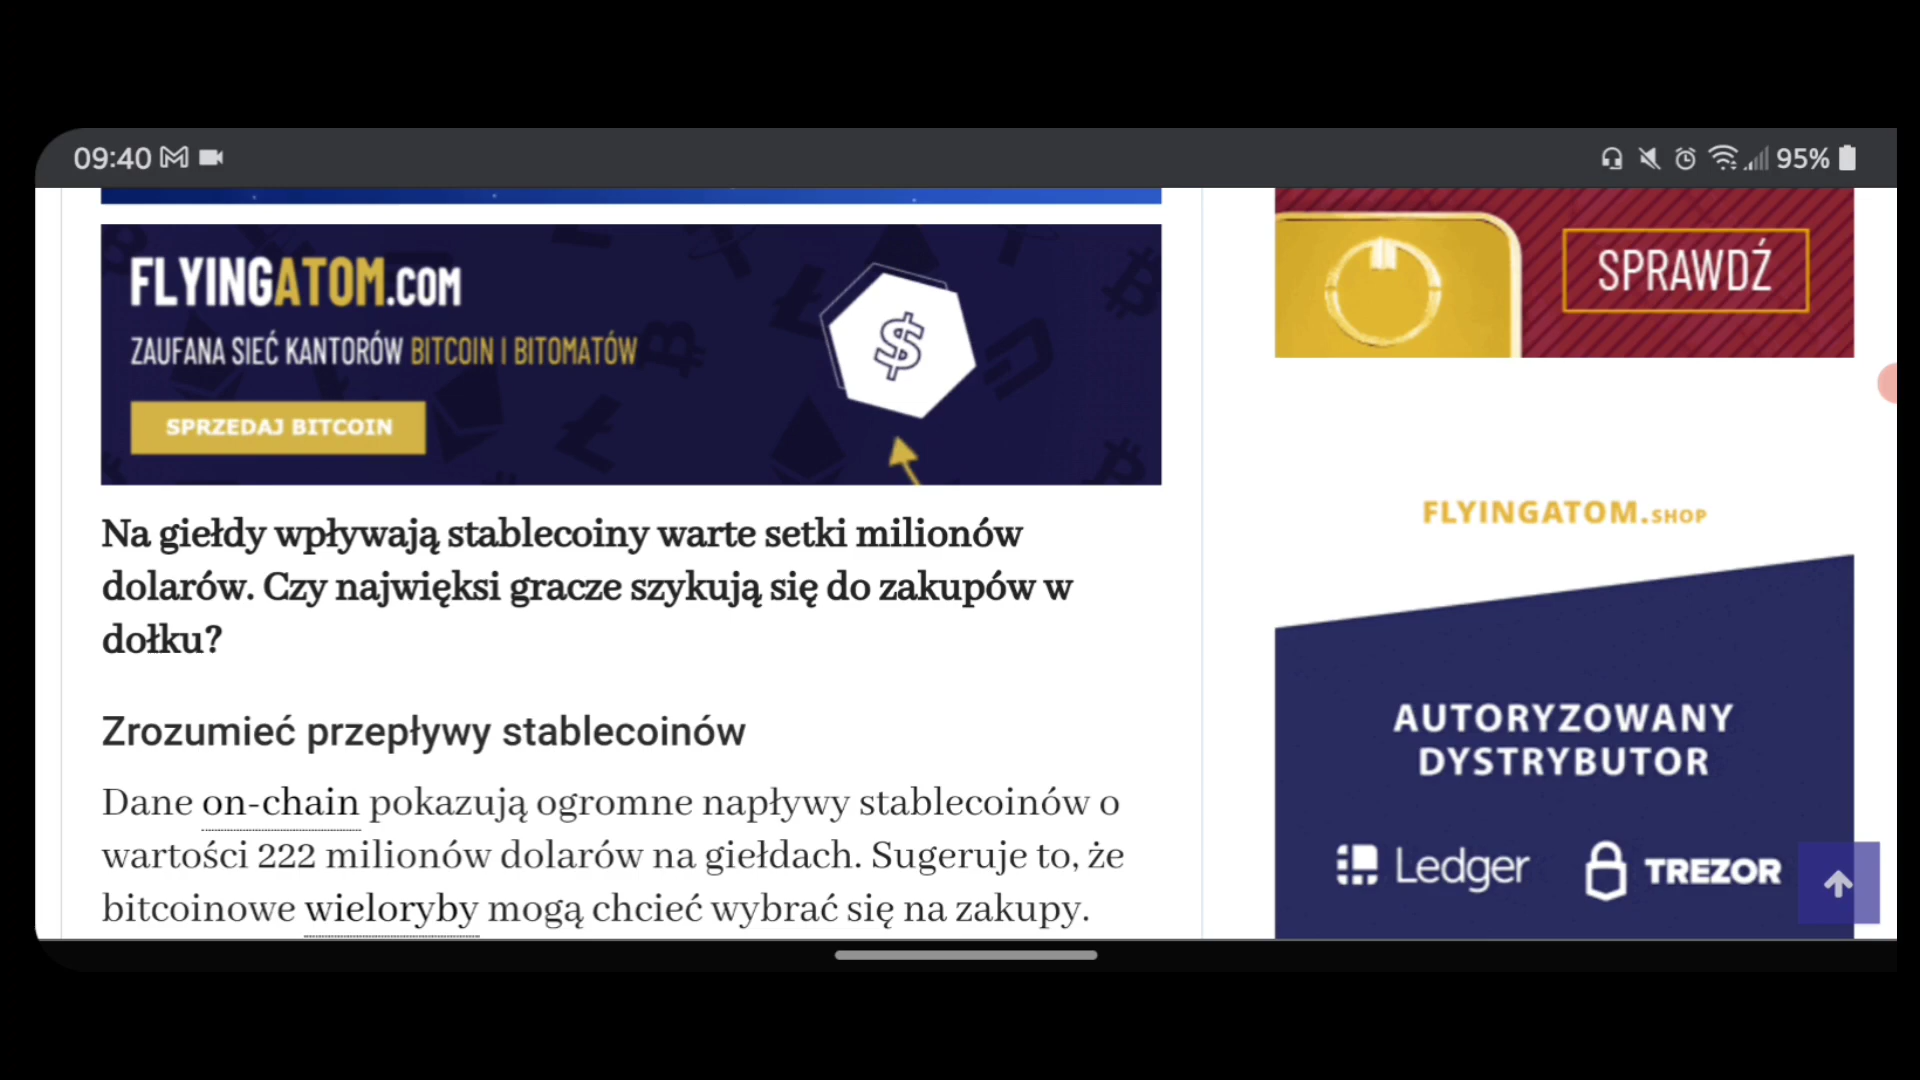 09:40
95%
FLYINGATOM.COM
ZAUFANA SIEĆ KANTORÓW BITCOIN I BITOMATÓW
SPRZEDAJ BITCOIN
$
Na giełdy wpływają stablecoiny warte setki milionów
dolarów. Czy najwięksi gracze szykują się do zakupów w
dołku?
Zrozumieć przepływy stablecoinów
Dane on-chain pokazują ogromne napływy stablecoinów o
wartości 222 milionów dolarów na giełdach. Sugeruje to, że
bitcoinowe wieloryby mogą chcieć wybrać się na zakupy.
SPRAWDŹ
FLYINGATOM.SHOP
AUTORYZOWANY
DYSTRYBUTOR
Ledger TREZOR